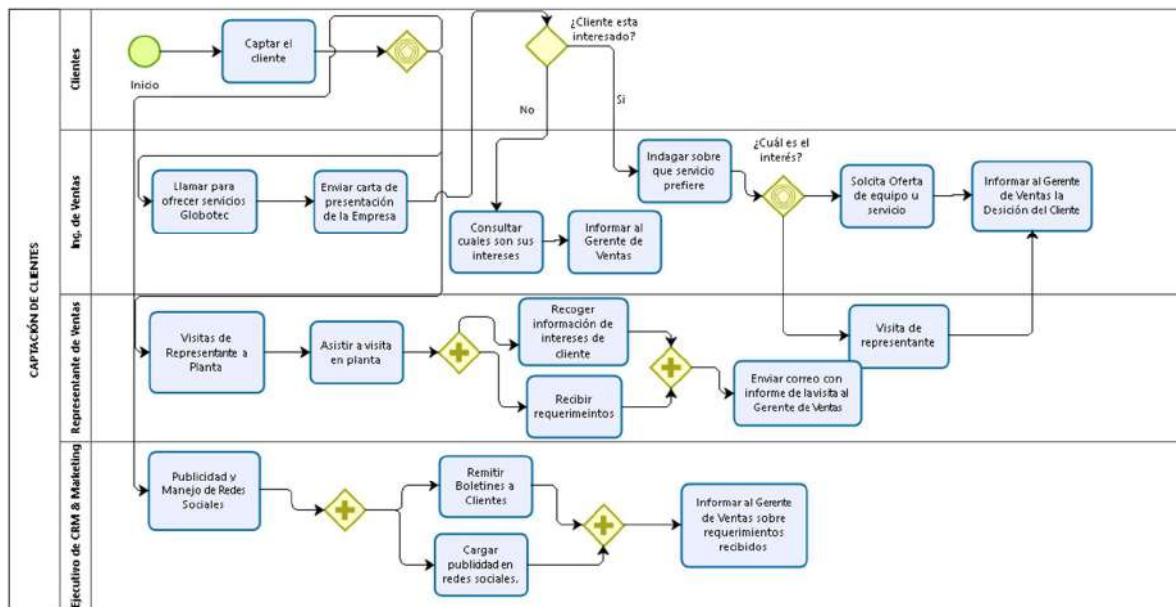 CAPTACIÓN DE CLIENTES
Clientes
Inicio
Captar el
cliente
¿Cliente esta
interesado?
No
Si
Ing. de Ventas
Llamar para
ofrecer servicios
Globotec
Enviar carta de
presentación
de la Empresa
Consultar
cuales son sus
intereses
Informar al
Gerente de
Ventas
Indagar sobre
que servicio
prefiere
¿Cuál es el
interés?
Solcita Oferta
de equipo u
servicio
Informar al Gerente
de Ventas la
Desición del Cliente
Representante de Ventas
Visitas de
Representante a
Planta
Asistir a visita
en planta
Recoger
información de
intereses de
cliente
Recibir
requerimeintos
Enviar correo con
informe de la visita al
Gerente de Ventas
Visita de
representante
Ejecutivo de CRM & Marketing
Publicidad y
Manejo de Redes
Sociales
Remitir
Boletines a
Clientes
Cargar
publicidad en
redes sociales.
Informar al Gerente
de Ventas sobre
requerimientos
recibidos